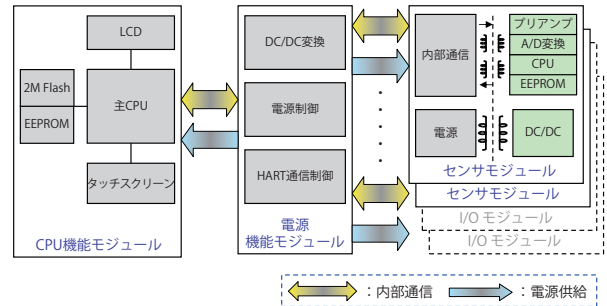 LCD
2M Flash
EEPROM
主CPU
タッチスクリーン
CPU機能モジュール
DC/DC変換
電源制御
HART通信制御
電源
機能モジュール
内部通信
プリアンプ
A/D変換
CPU
EEPROM
電源
DC/DC
センサモジュール
センサモジュール
I/O モジュール
I/O モジュール
：内部通信
：電源供給